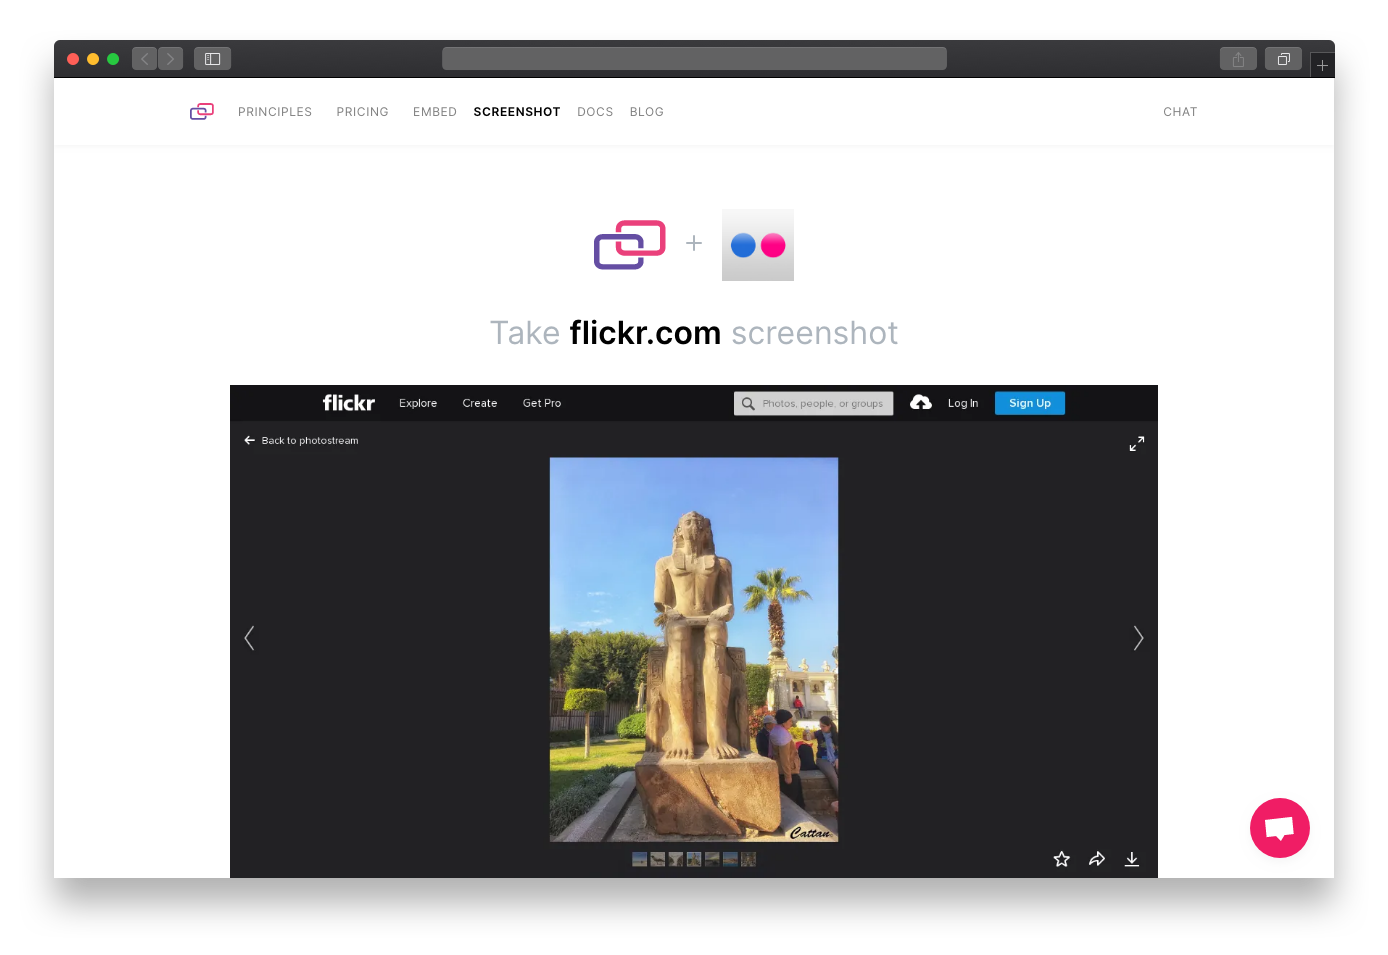 PRINCIPLES PRICING EMBED SCREENSHOT DOCS BLOG CHAT
+
Take flickr.com screenshot
flickr Explore Create Get Pro Photos, people, or groups Log In Sign Up
Back to photostream
Cattan